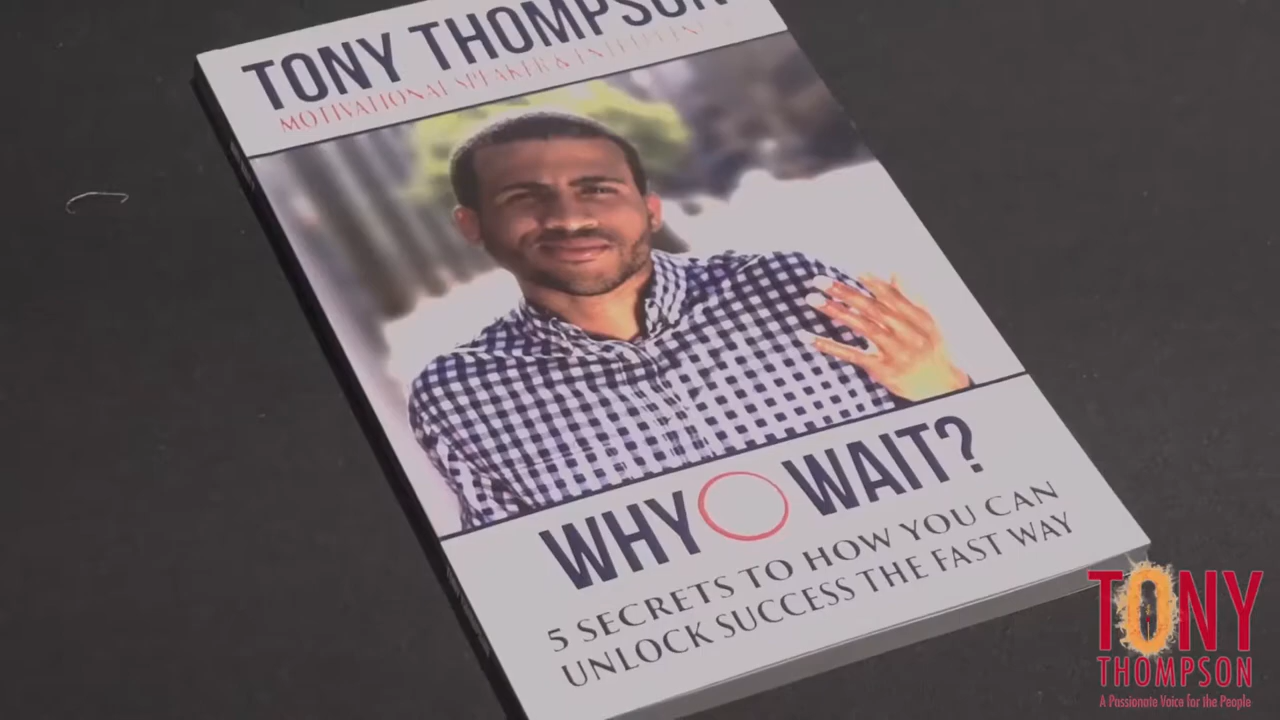 TONY THOMPSON
MOTIVATIONAL SPEAKER &
WHY WAIT?
5 SECRETS TO HOW YOU CAN
UNLOCK SUCCESS THE FAST WAY
TONY
THOMPSON
A Passionate Voice for the People